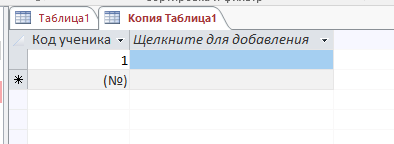 Таблица1 Копия Таблица1
Код ученика Щелкните для добавления
1
* (№)